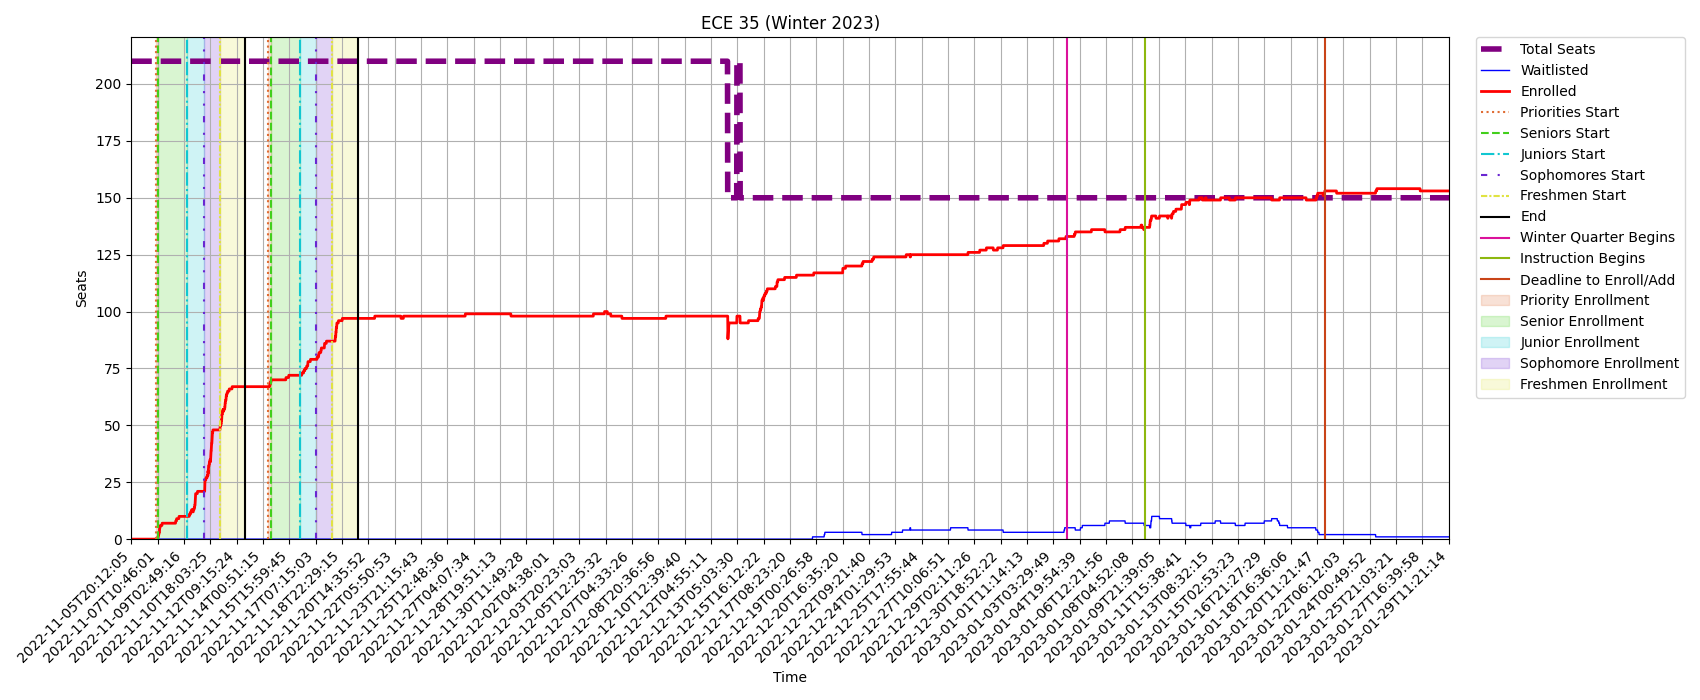 ECE 35 (Winter 2023)
Seats
200
175
150
125
100
75
50
25
0
2022-11-05T20:12:05
2022-11-07T10:46:01
2022-11-09T02:49:16
2022-11-10T18:03:25
2022-11-12T09:15:24
2022-11-14T00:51:15
2022-11-15T15:59:45
2022-11-17T07:15:03
2022-11-18T22:29:15
2022-11-20T14:35:52
2022-11-22T05:50:53
2022-11-23T21:15:43
2022-11-25T12:48:36
2022-11-27T04:07:34
2022-11-28T19:51:13
2022-11-30T11:49:28
2022-12-02T04:38:01
2022-12-03T20:23:03
2022-12-05T12:25:32
2022-12-07T04:33:26
2022-12-08T20:36:56
2022-12-10T12:39:40
2022-12-12T04:55:11
2022-12-13T05:03:30
2022-12-15T16:12:22
2022-12-17T08:23:20
2022-12-19T00:26:58
2022-12-20T16:35:20
2022-12-22T09:21:40
2022-12-24T01:29:53
2022-12-25T17:55:44
2022-12-27T10:06:51
2022-12-29T02:11:26
2022-12-30T18:52:22
2023-01-01T11:14:13
2023-01-03T03:29:49
2023-01-04T19:54:39
2023-01-06T12:21:56
2023-01-08T04:52:08
2023-01-09T21:39:05
2023-01-11T15:38:41
2023-01-13T08:32:15
2023-01-15T02:53:23
2023-01-16T21:27:29
2023-01-18T16:36:06
2023-01-20T11:21:47
2023-01-22T06:12:03
2023-01-24T00:49:52
2023-01-25T21:03:21
2023-01-27T16:39:58
2023-01-29T11:21:14
Time
Total Seats
Waitlisted
Enrolled
Priorities Start
Seniors Start
Juniors Start
Sophomores Start
Freshmen Start
End
Winter Quarter Begins
Instruction Begins
Deadline to Enroll/Add
Priority Enrollment
Senior Enrollment
Junior Enrollment
Sophomore Enrollment
Freshmen Enrollment